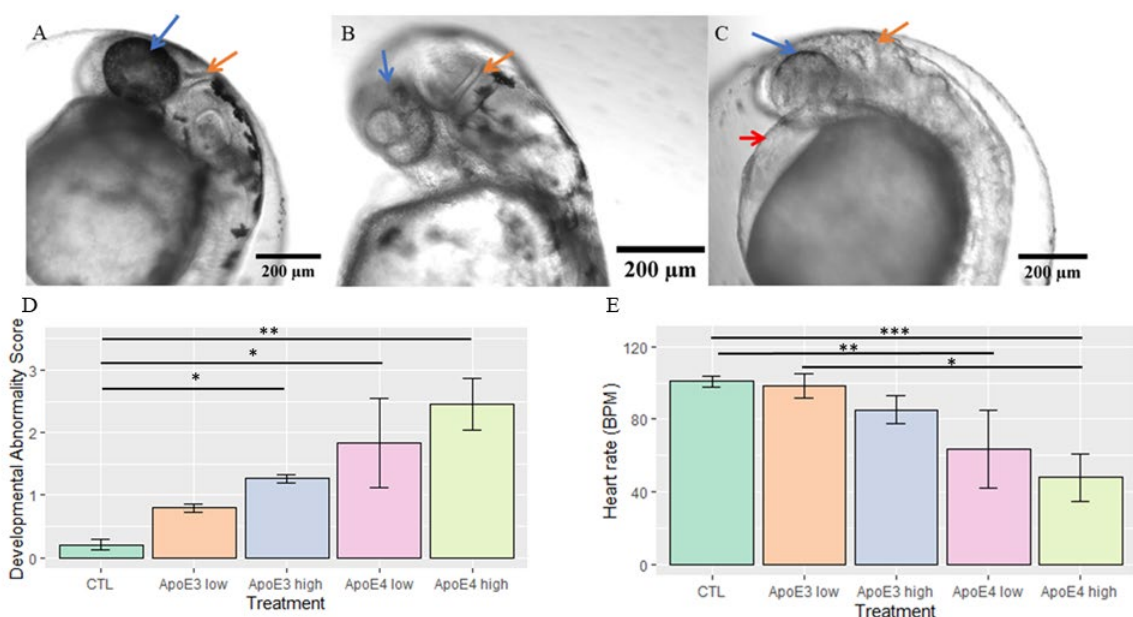 A
B
C
200 µm
200 µm
200 µm
D
Developmental Abnormality Score
3
2
1
0
**
*
*
CTL
ApoE3 low
ApoE3 high
ApoE4 low
ApoE4 high
Treatment
E
Heart rate (BPM)
120
80
40
0
***
**
*
CTL
ApoE3 low
ApoE3 high
ApoE4 low
ApoE4 high
Treatment